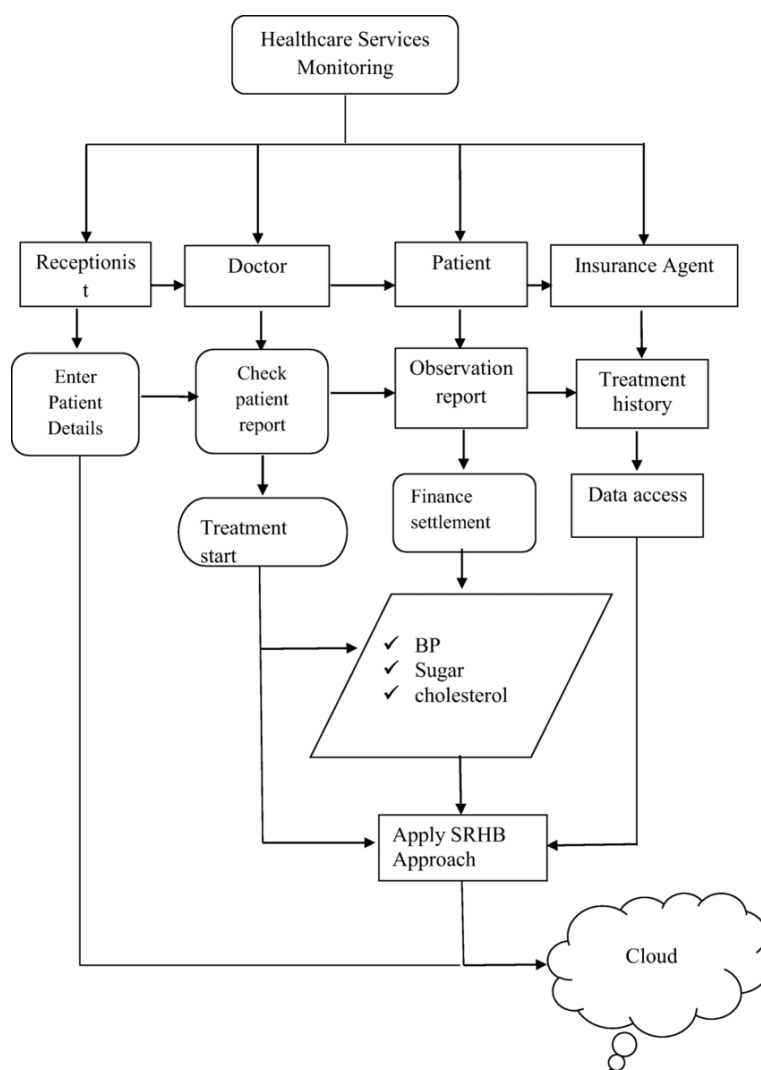 Healthcare Services
Monitoring
Receptionis
t
Doctor
Patient
Insurance Agent
Enter
Patient
Details
Check
patient
report
Observation
report
Treatment
history
Treatment
start
Finance
settlement
Data access
✓ BP
✓ Sugar
✓ cholesterol
Apply SRHB
Approach
Cloud